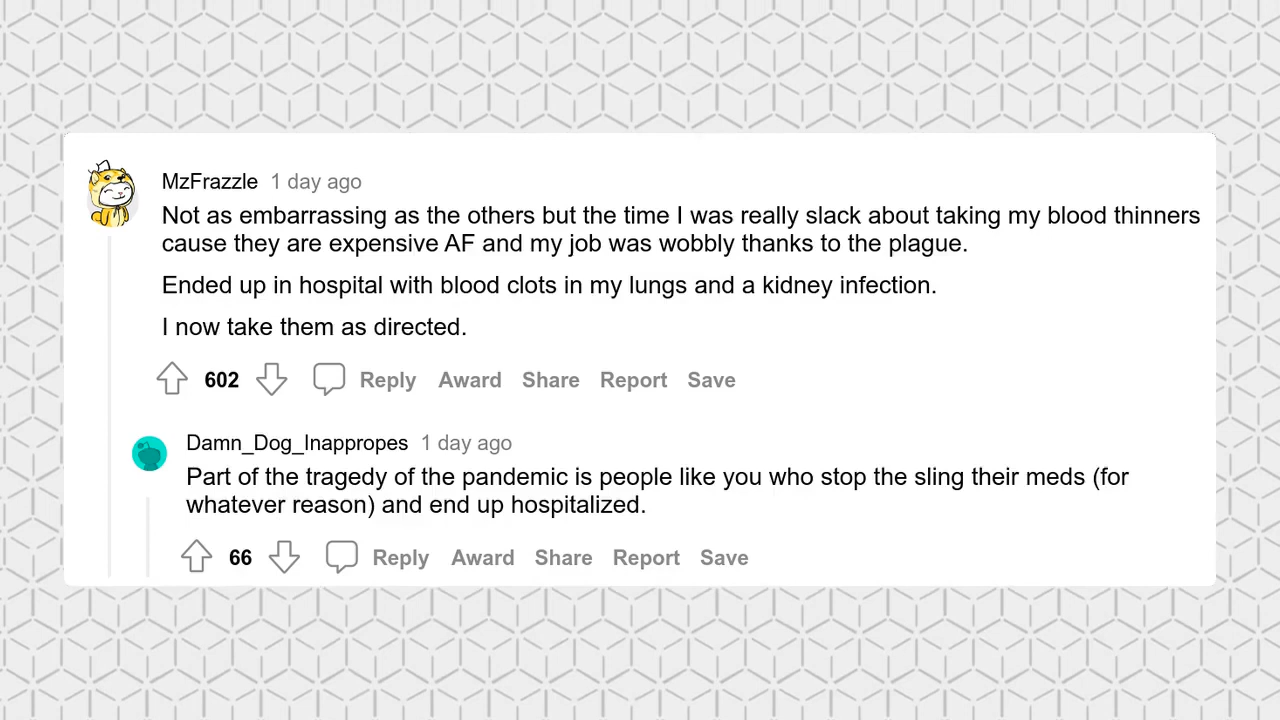 MzFrazzle 1 day ago
Not as embarrassing as the others but the time I was really slack about taking my blood thinners
cause they are expensive AF and my job was wobbly thanks to the plague.
Ended up in hospital with blood clots in my lungs and a kidney infection.
I now take them as directed.
602 Reply Award Share Report Save
Damn_Dog_Inappropes 1 day ago
Part of the tragedy of the pandemic is people like you who stop the sling their meds (for
whatever reason) and end up hospitalized.
66 Reply Award Share Report Save